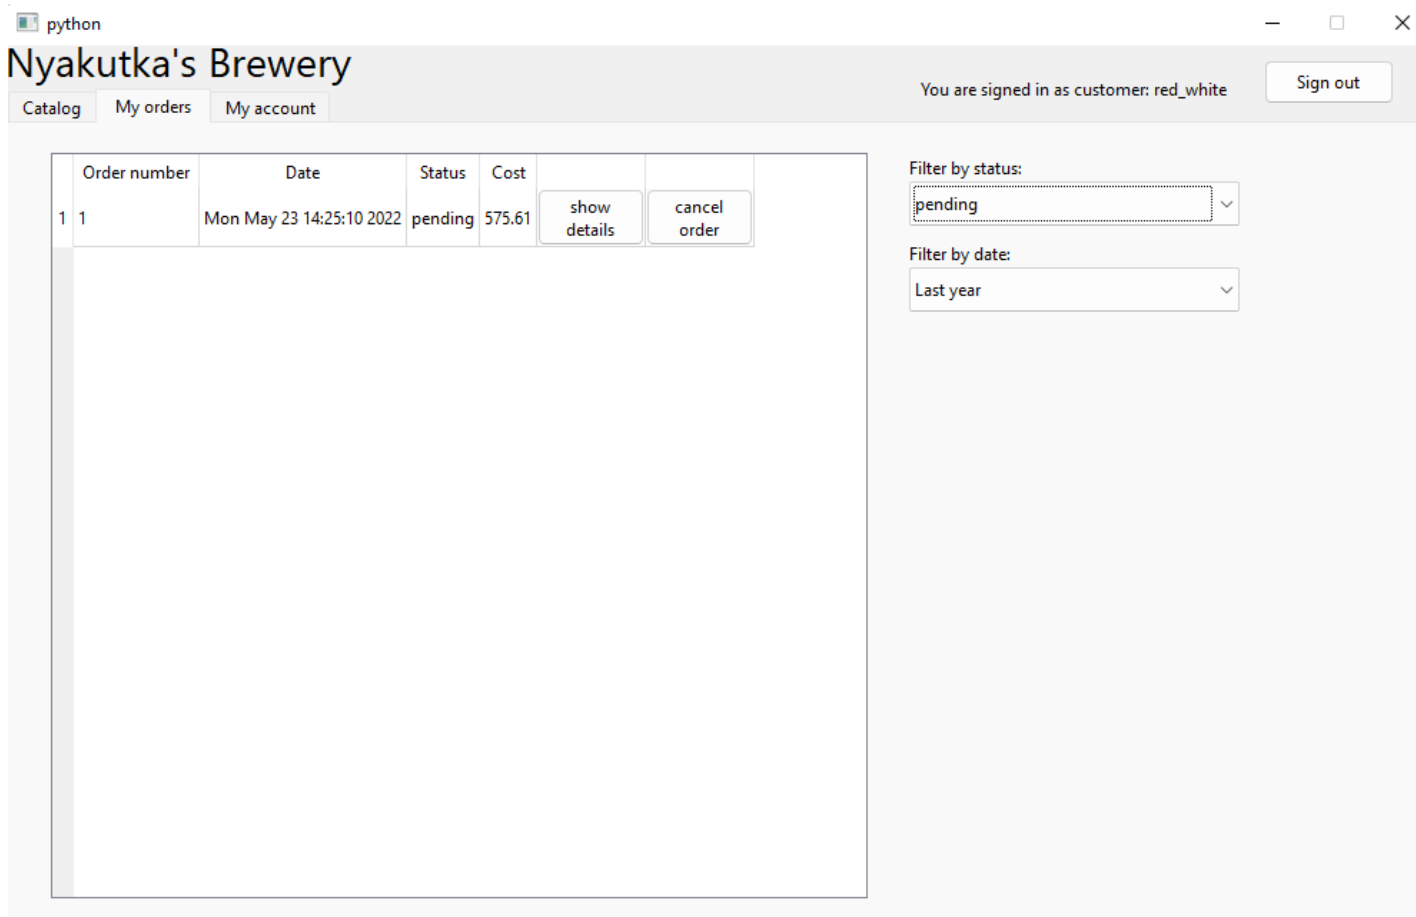 python
Nyakutka's Brewery
You are signed in as customer: red_white
Sign out
Catalog My orders My account
Order number Date Status Cost
1 1 Mon May 23 14:25:10 2022 pending 575.61 show details cancel order
Filter by status:
pending
Filter by date:
Last year